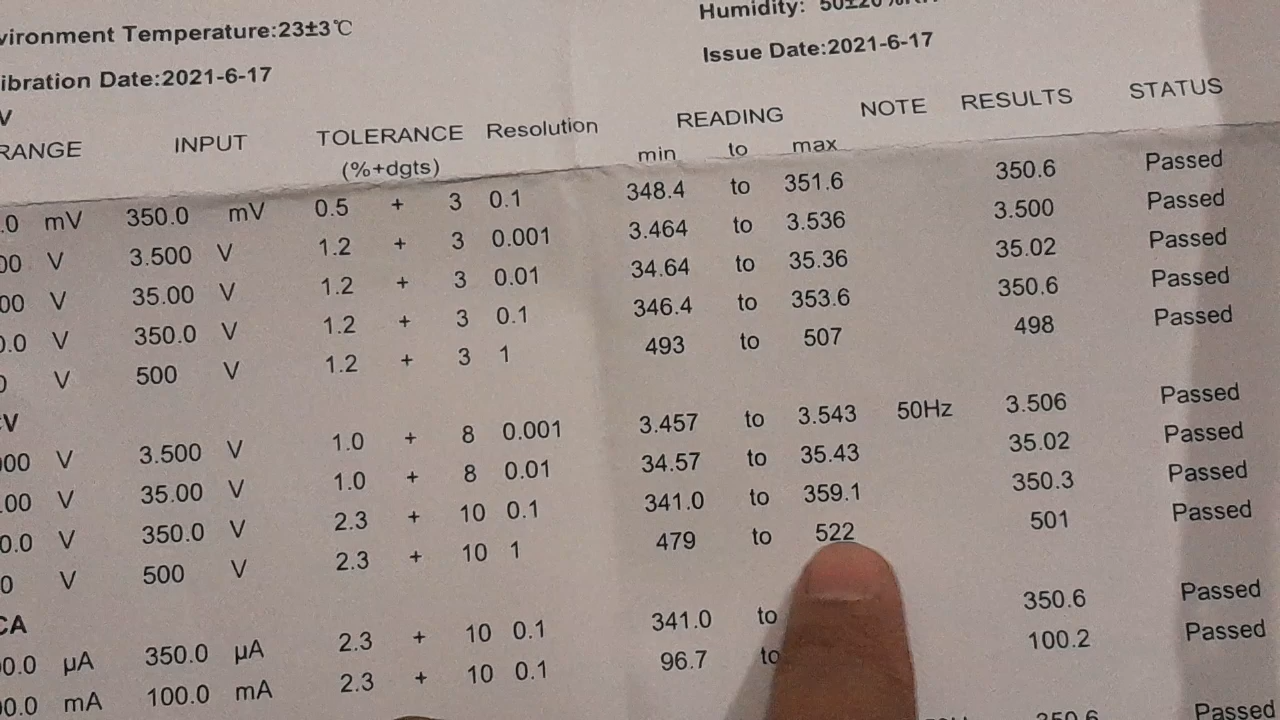 vironment Temperature:23±3℃ Humidity: 50±20%
ibration Date:2021-6-17 Issue Date:2021-6-17
V
RANGE INPUT TOLERANCE Resolution READING NOTE RESULTS STATUS
(%+dgts) min to max
.0 mV 350.0 mV 0.5 + 3 0.1 348.4 to 351.6 350.6 Passed
00 V 3.500 V 1.2 + 3 0.001 3.464 to 3.536 3.500 Passed
00 V 35.00 V 1.2 + 3 0.01 34.64 to 35.36 35.02 Passed
0.0 V 350.0 V 1.2 + 3 0.1 346.4 to 353.6 350.6 Passed
0 V 500 V 1.2 + 3 1 493 to 507 498 Passed
CV
000 V 3.500 V 1.0 + 8 0.001 3.457 to 3.543 50Hz 3.506 Passed
.00 V 35.00 V 1.0 + 8 0.01 34.57 to 35.43 35.02 Passed
0.0 V 350.0 V 2.3 + 10 0.1 341.0 to 359.1 350.3 Passed
0 V 500 V 2.3 + 10 1 479 to 522 501 Passed
CA
00.0 μA 350.0 μA 2.3 + 10 0.1 341.0 to 350.6 Passed
00.0 mA 100.0 mA 2.3 + 10 0.1 96.7 to 100.2 Passed
350.6 Passed